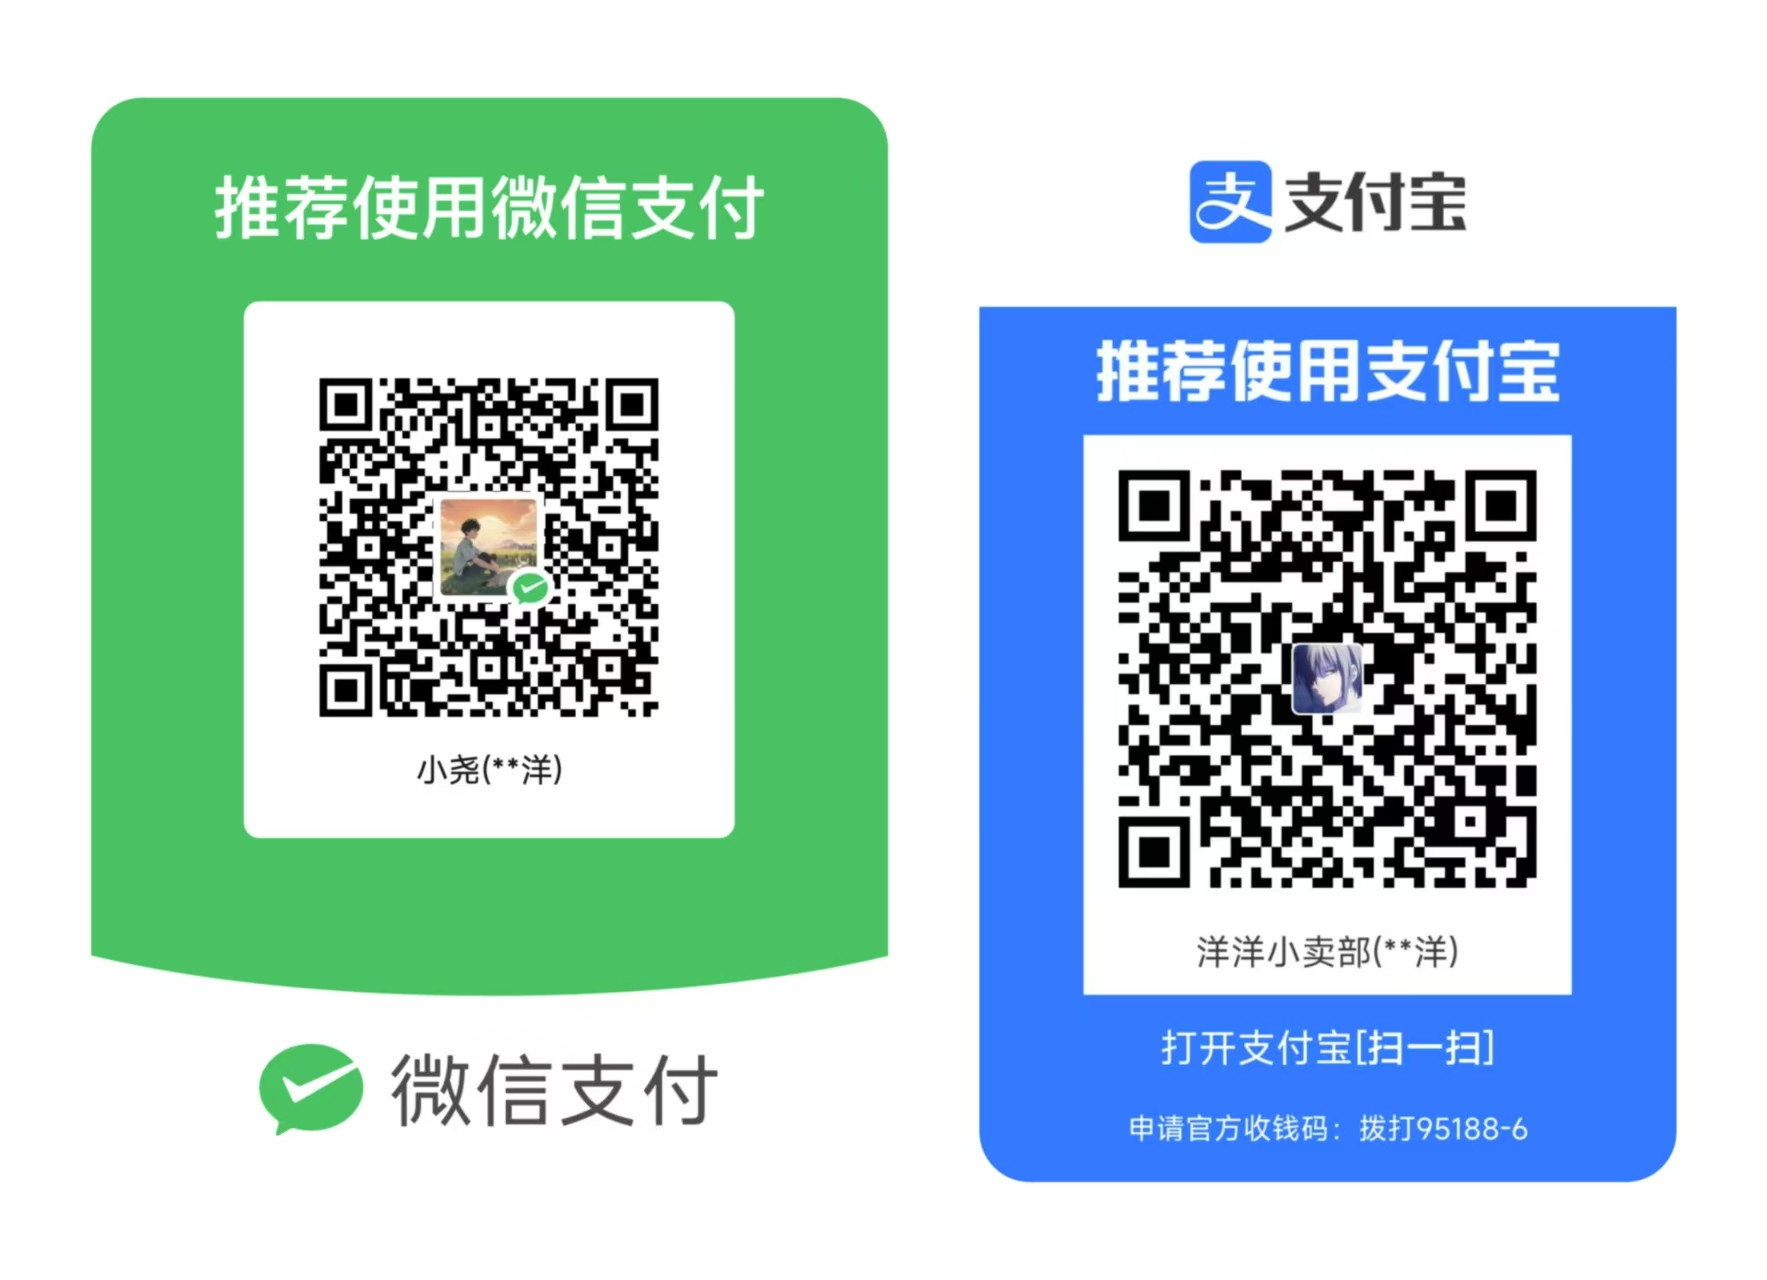 推荐使用微信支付
小尧(**洋)
微信支付
支 支付宝
推荐使用支付宝
洋洋小卖部(**洋)
打开支付宝[扫一扫]
申请官方收钱码：拨打95188-6